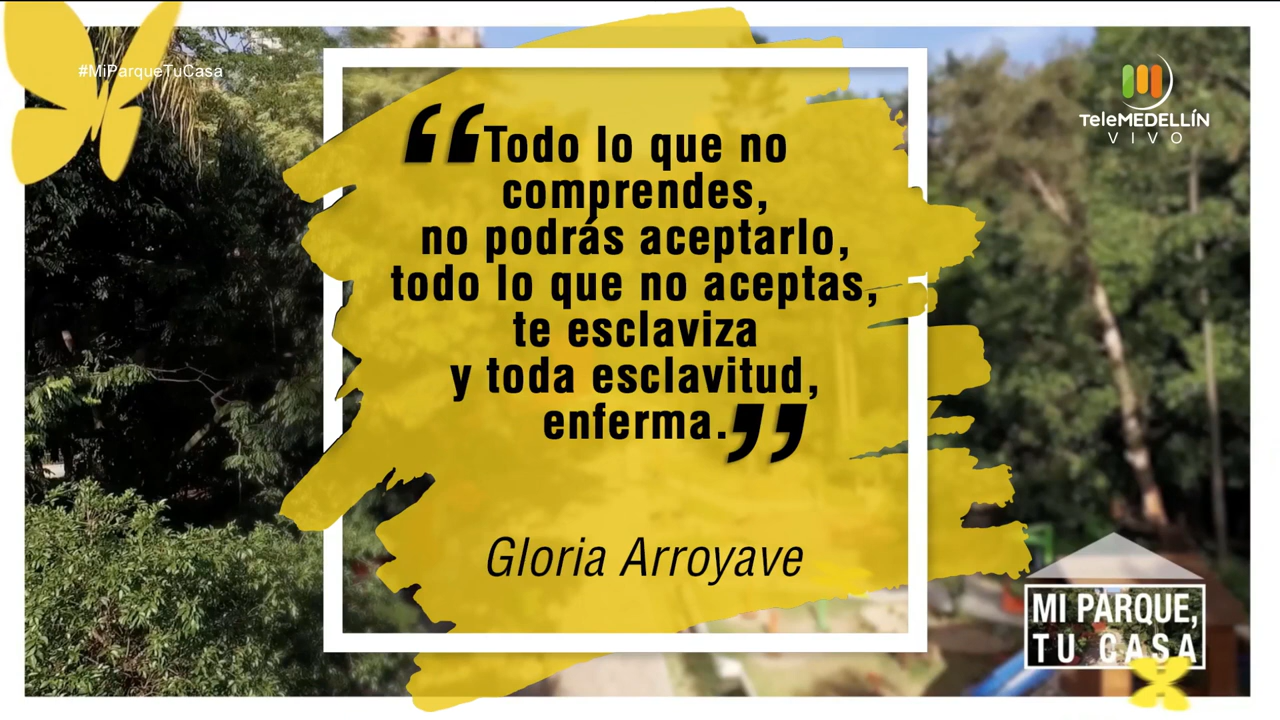 #MiParqueTuCasa
TeleMEDELLÍN
VIVO
“Todo lo que no
comprendes,
no podrás aceptarlo,
todo lo que no aceptas,
te esclaviza
y toda esclavitud,
enferma.”
Gloria Arroyave
MI PARQUE,
TU CASA